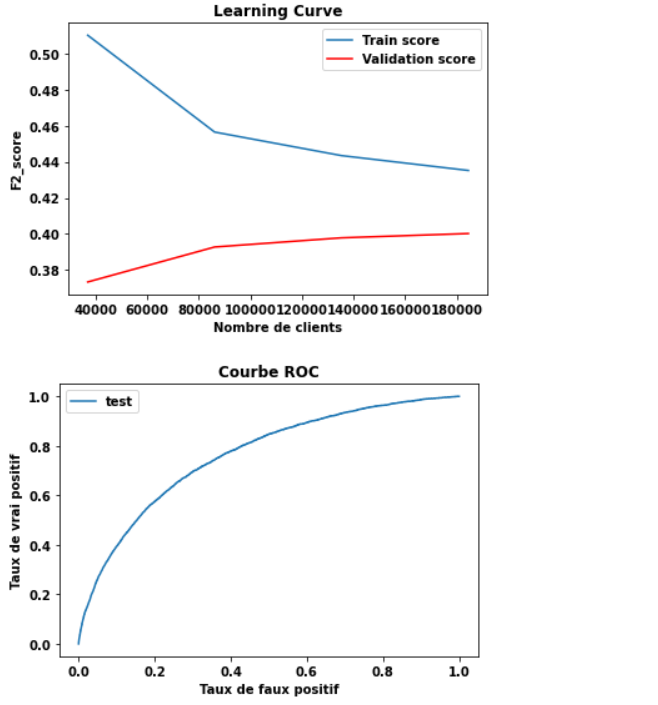 Learning Curve
Train score
Validation score
F2_score
0.50
0.48
0.46
0.44
0.42
0.40
0.38
40000 60000 80000 100000 120000 140000 160000 180000
Nombre de clients
Courbe ROC
test
Taux de vrai positif
1.0
0.8
0.6
0.4
0.2
0.0
0.0 0.2 0.4 0.6 0.8 1.0
Taux de faux positif